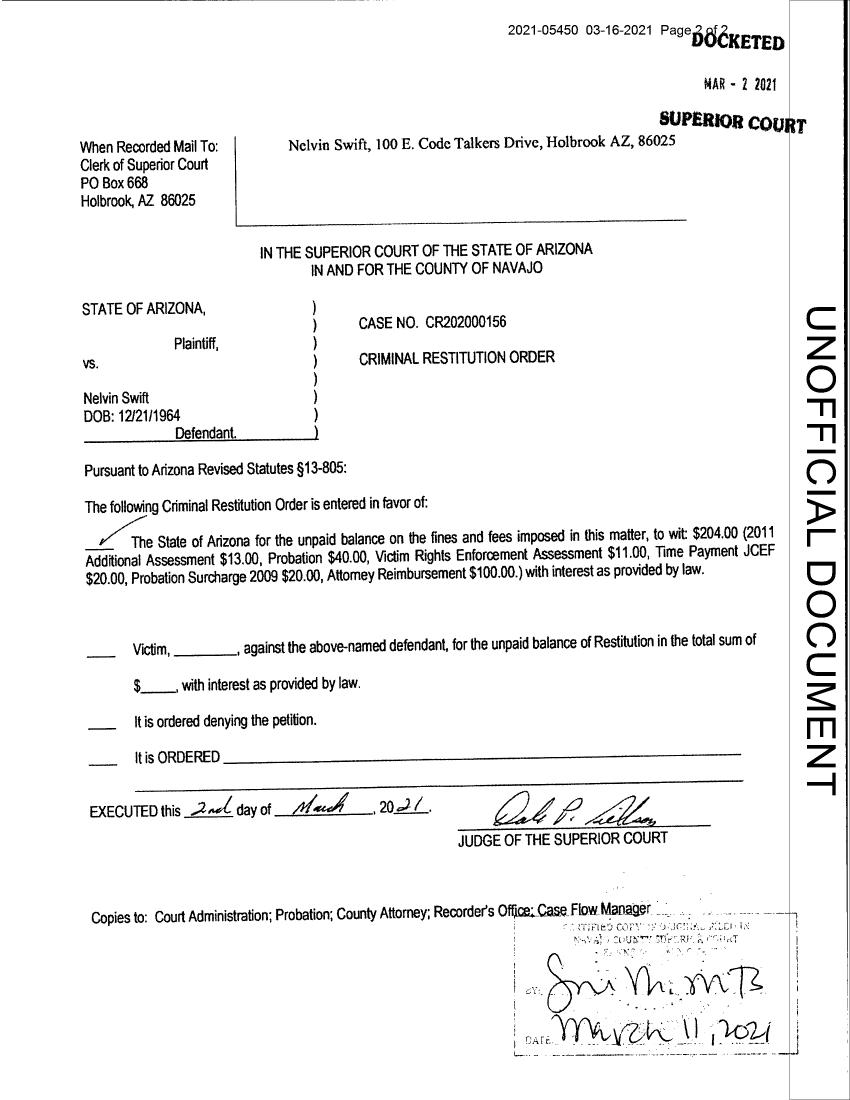 2021-05450 03-16-2021 Page 2 of 2
DOCKETED
MAR - 2 2021
SUPERIOR COURT
When Recorded Mail To:
Clerk of Superior Court
PO Box 668
Holbrook, AZ 86025
Nelvin Swift, 100 E. Code Talkers Drive, Holbrook AZ, 86025
IN THE SUPERIOR COURT OF THE STATE OF ARIZONA
IN AND FOR THE COUNTY OF NAVAJO
STATE OF ARIZONA,
Plaintiff,
vs.
Nelvin Swift
DOB: 12/21/1964
Defendant.
)
)
)
)
)
)
)
)
CASE NO. CR202000156
CRIMINAL RESTITUTION ORDER
Pursuant to Arizona Revised Statutes §13-805:
The following Criminal Restitution Order is entered in favor of:
✓ The State of Arizona for the unpaid balance on the fines and fees imposed in this matter, to wit: $204.00 (2011
Additional Assessment $13.00, Probation $40.00, Victim Rights Enforcement Assessment $11.00, Time Payment JCEF
$20.00, Probation Surcharge 2009 $20.00, Attorney Reimbursement $100.00.) with interest as provided by law.
___ Victim, ________, against the above-named defendant, for the unpaid balance of Restitution in the total sum of
$_____, with interest as provided by law.
___ It is ordered denying the petition.
___ It is ORDERED
EXECUTED this 2nd day of March, 2021.
Dale P.
JUDGE OF THE SUPERIOR COURT
Copies to: Court Administration; Probation; County Attorney; Recorder's Office; Case Flow Manager
CERTIFIED COPY OF ORIGINAL FILED IN
NAVAJO COUNTY SUPERIOR COURT
BY:
DATE: March 11, 2021
UNOFFICIAL DOCUMENT